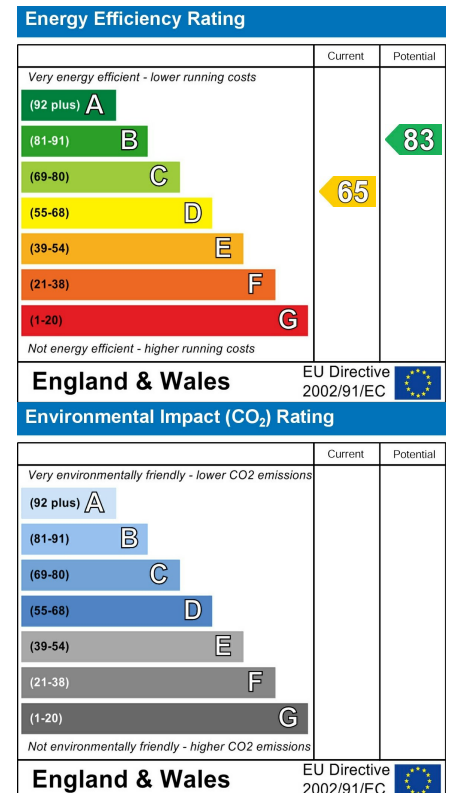 Energy Efficiency Rating
Current Potential
Very energy efficient - lower running costs
(92 plus) A
(81-91) B
83
(69-80) C
65
(55-68) D
(39-54) E
(21-38) F
(1-20) G
Not energy efficient - higher running costs
England & Wales
EU Directive
2002/91/EC
Environmental Impact (CO₂) Rating
Current Potential
Very environmentally friendly - lower CO2 emissions
(92 plus) A
(81-91) B
(69-80) C
(55-68) D
(39-54) E
(21-38) F
(1-20) G
Not environmentally friendly - higher CO2 emissions
England & Wales
EU Directive
2002/91/EC